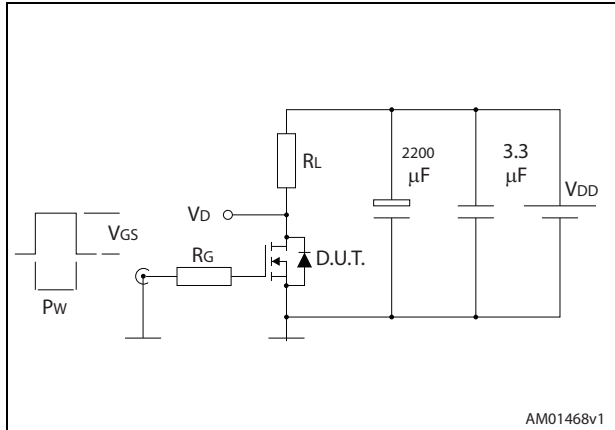 RL
2200
μF
3.3
μF
VDD
VD
VGS
RG
D.U.T.
PW
AM01468v1